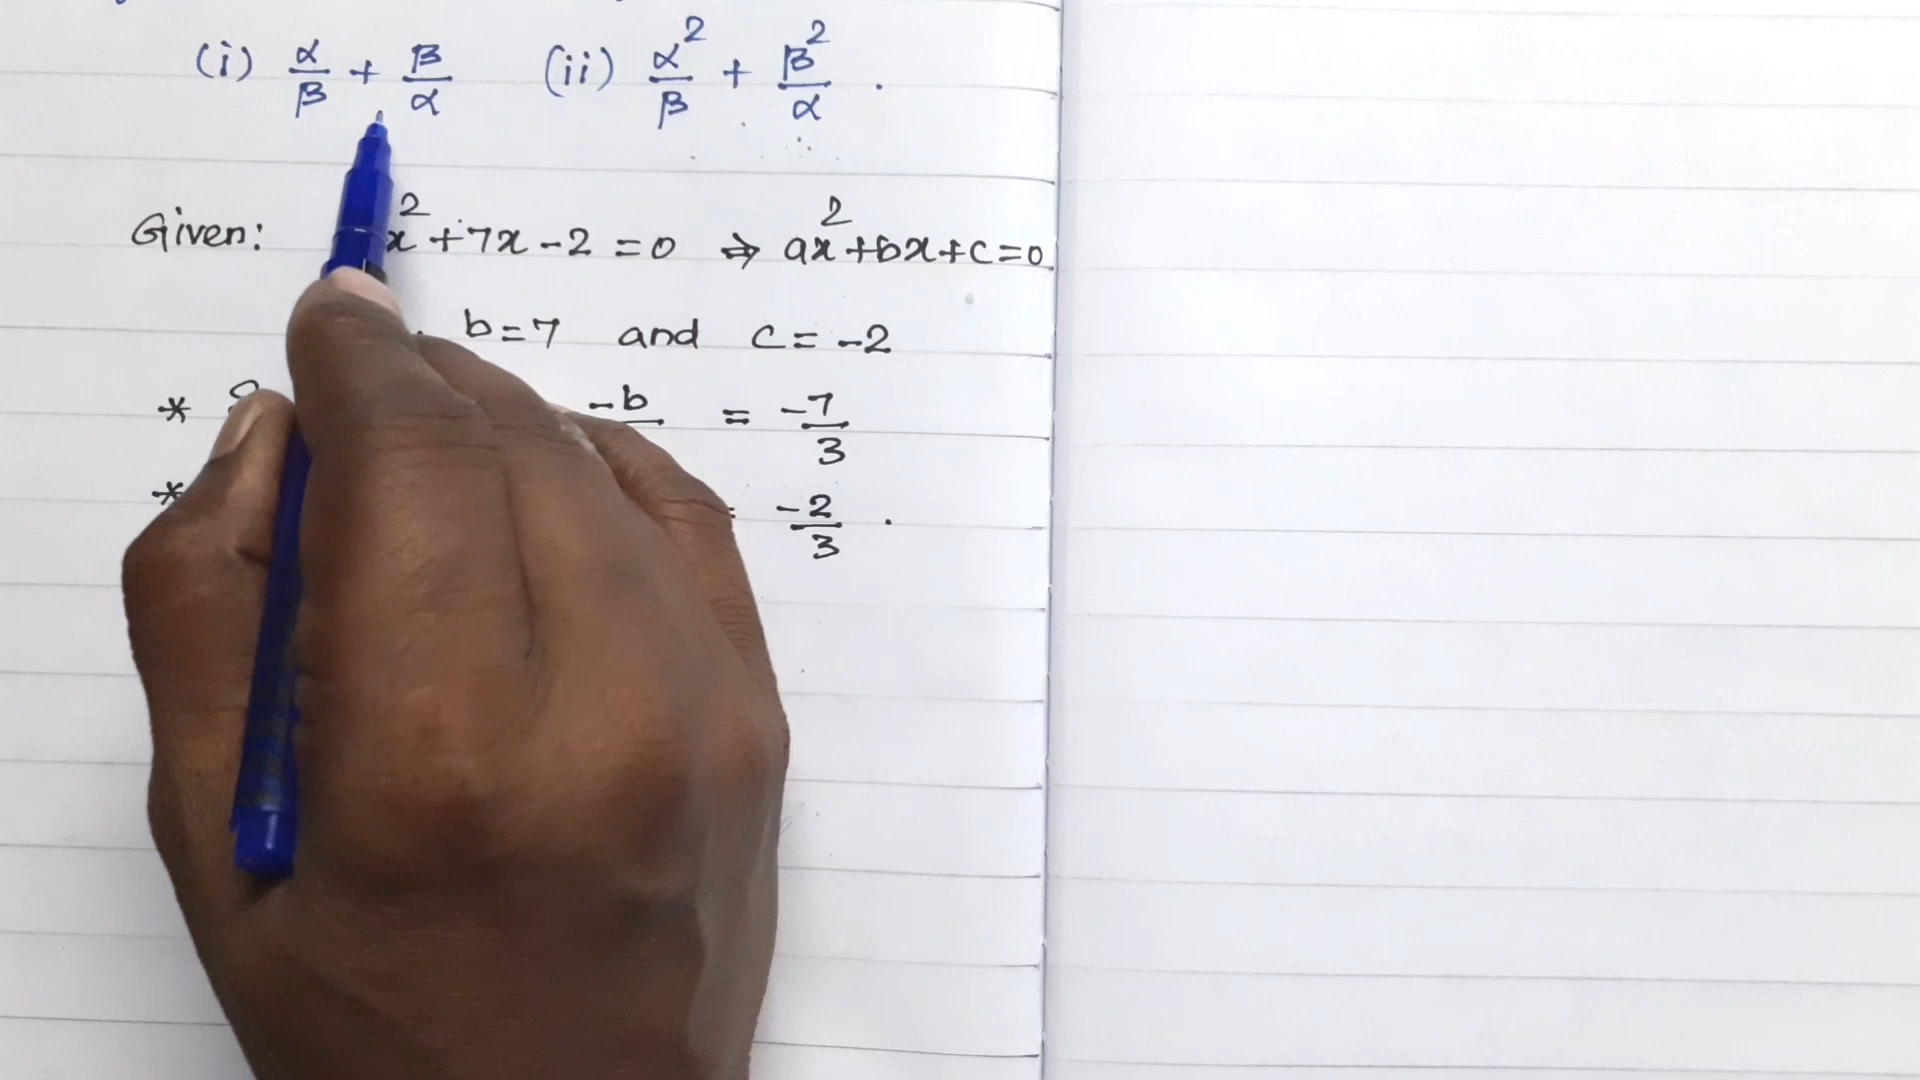 (i) α/β + β/α (ii) α²/β + β²/α .
Given: x² + 7x - 2 = 0 ⇒ ax² + bx + c = 0
b = 7 and c = -2
* -b = -7/3
* = -2/3 .